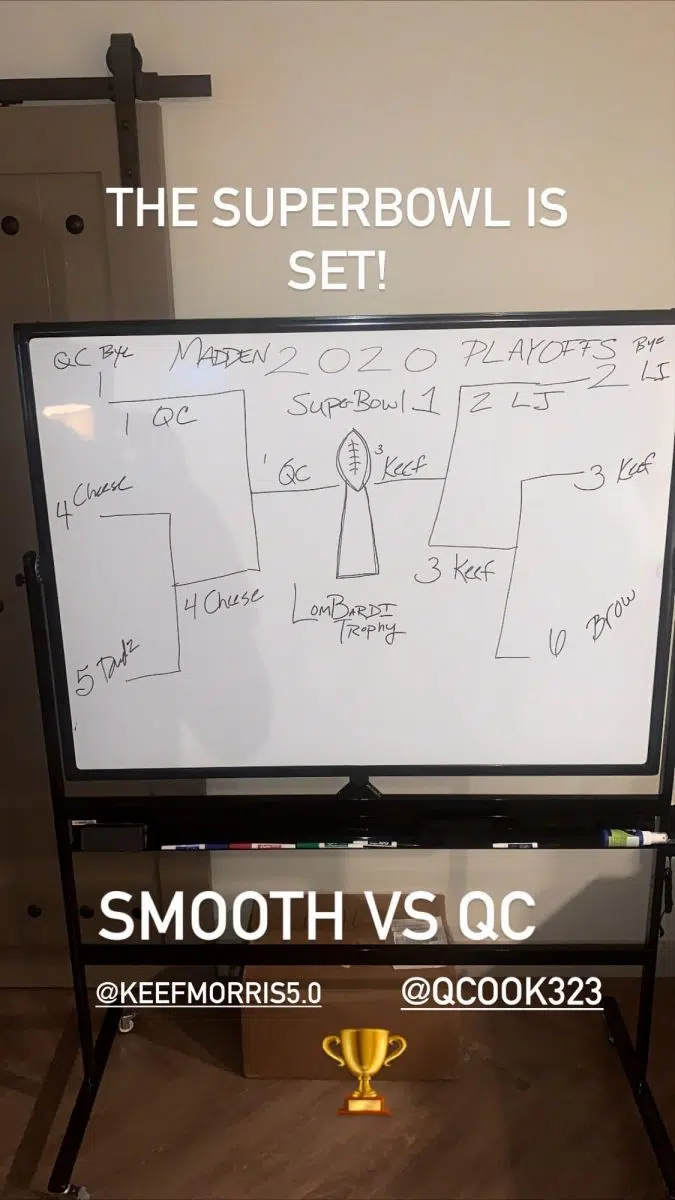 THE SUPERBOWL IS
SET!
QC Bye MADDEN 2020 PLAYOFFS Bye
1
2 LJ
1 QC
SupeBowl 1
2 LJ
4 Cheese
1 QC
3 Keef
3 Keef
4 Cheese
LomBARDI
TRophy
3 Keef
5
6 Brow
SMOOTH VS QC
@KEEFMORRIS5.0
@QCOOK323